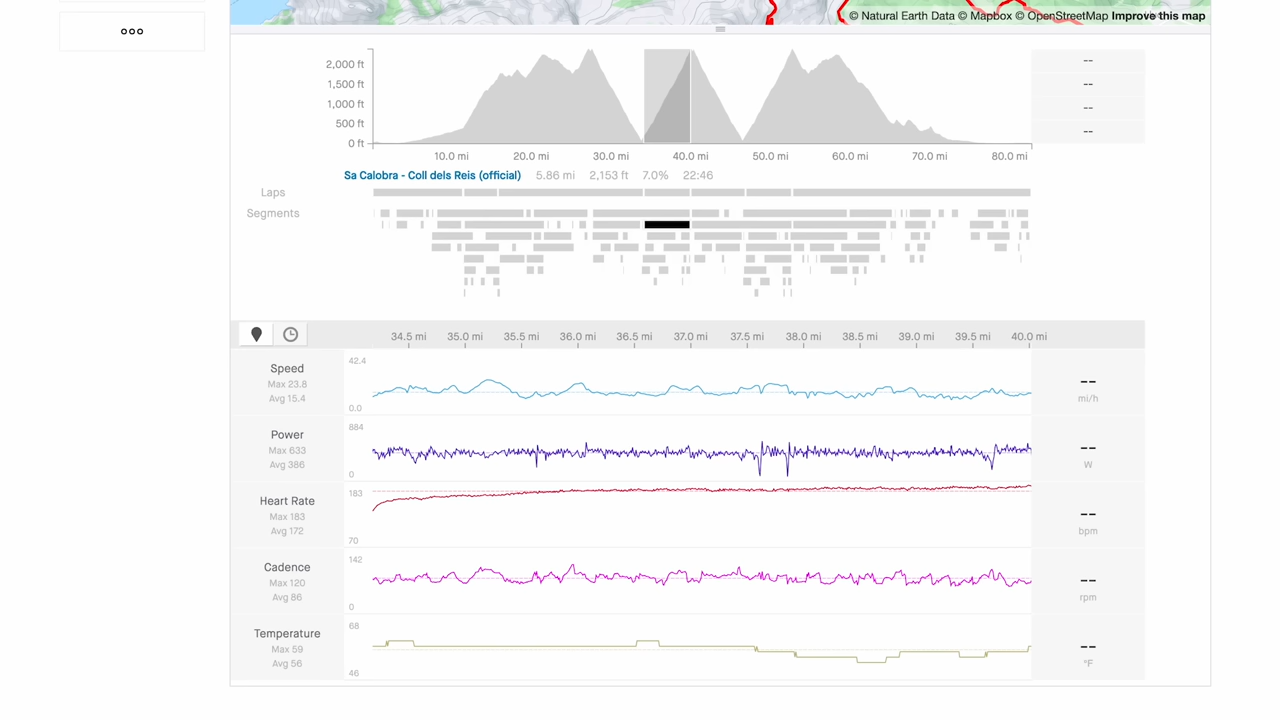 © Natural Earth Data © Mapbox © OpenStreetMap Improve this map
2,000 ft
1,500 ft
1,000 ft
500 ft
0 ft
--
--
--
--
10.0 mi 20.0 mi 30.0 mi 40.0 mi 50.0 mi 60.0 mi 70.0 mi 80.0 mi
Sa Calobra - Coll dels Reis (official) 5.86 mi 2,153 ft 7.0% 22:46
Laps
Segments
34.5 mi 35.0 mi 35.5 mi 36.0 mi 36.5 mi 37.0 mi 37.5 mi 38.0 mi 38.5 mi 39.0 mi 39.5 mi 40.0 mi
Speed
Max 23.8
Avg 15.4
42.4
0.0
--
mi/h
Power
Max 633
Avg 386
884
0
--
W
Heart Rate
Max 183
Avg 172
183
70
--
bpm
Cadence
Max 120
Avg 86
142
0
--
rpm
Temperature
Max 59
Avg 56
68
46
--
°F